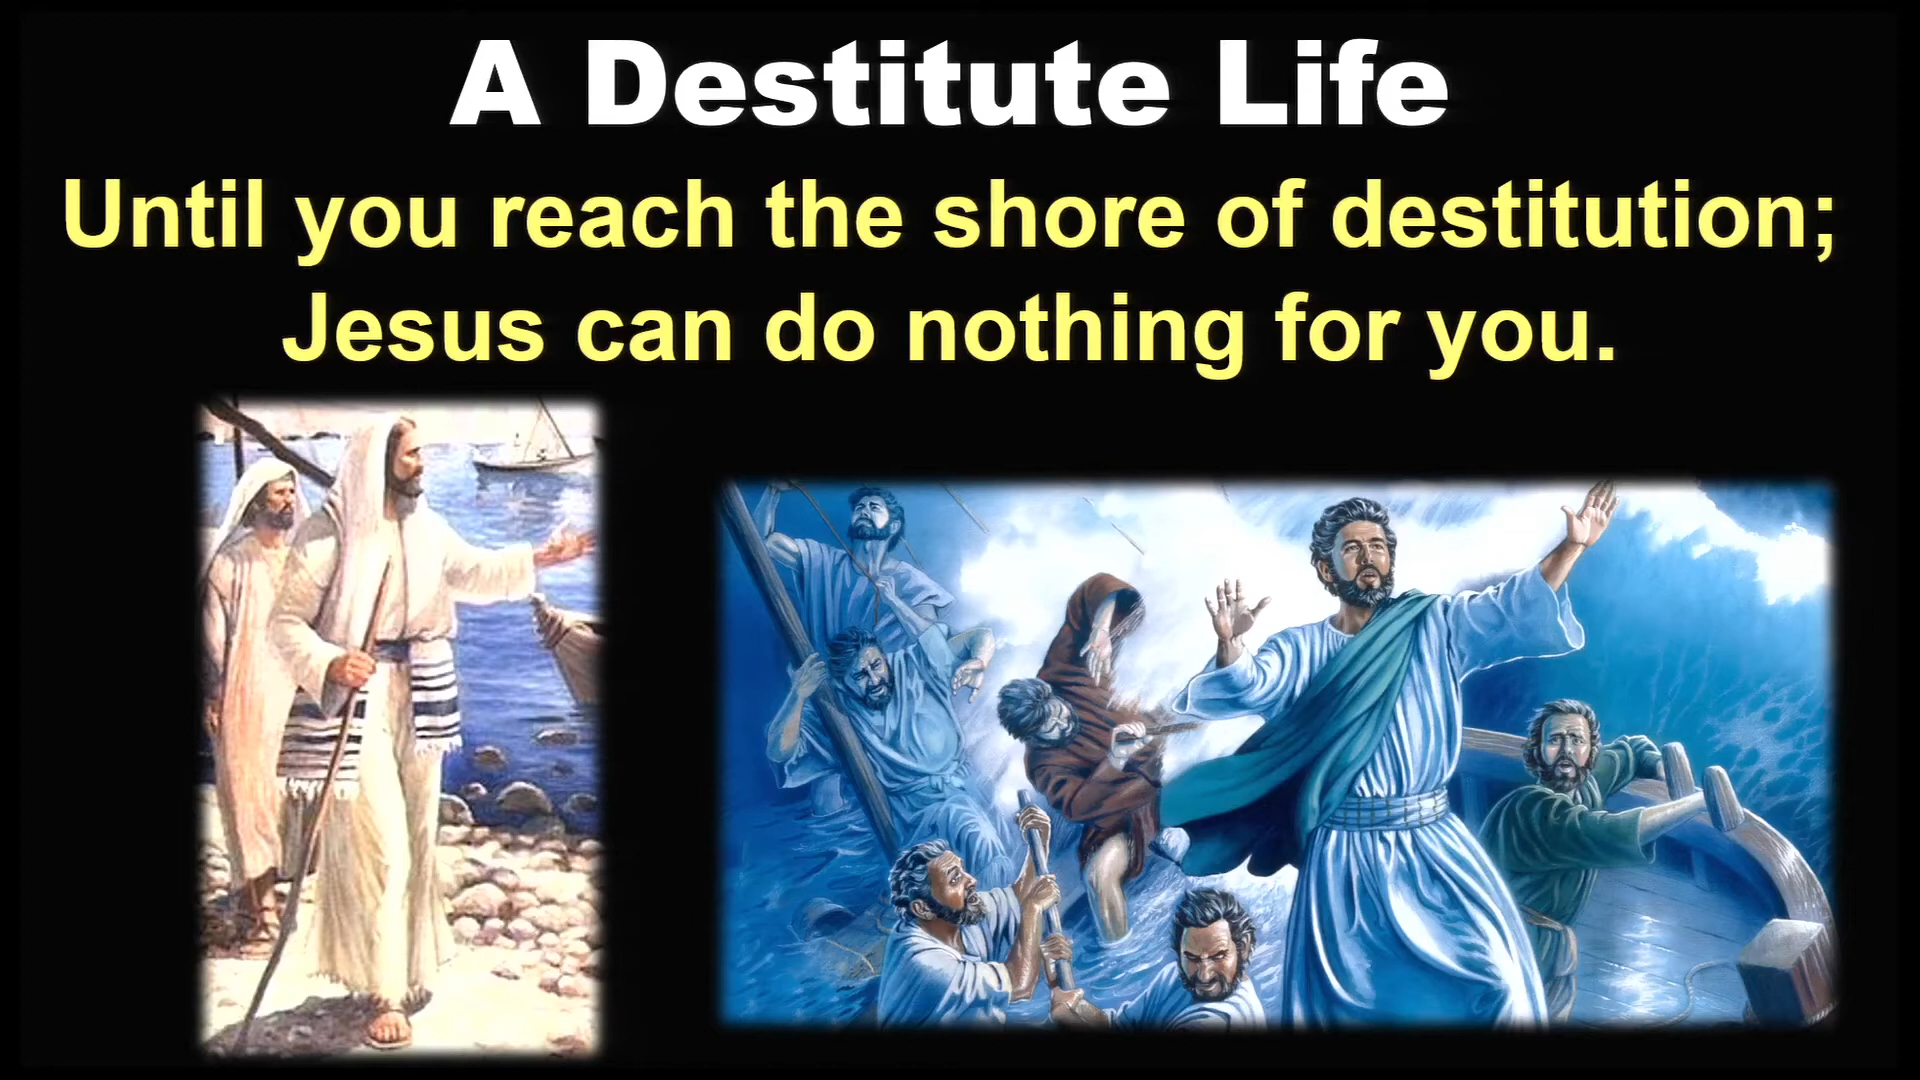 A Destitute Life
Until you reach the shore of destitution;
Jesus can do nothing for you.